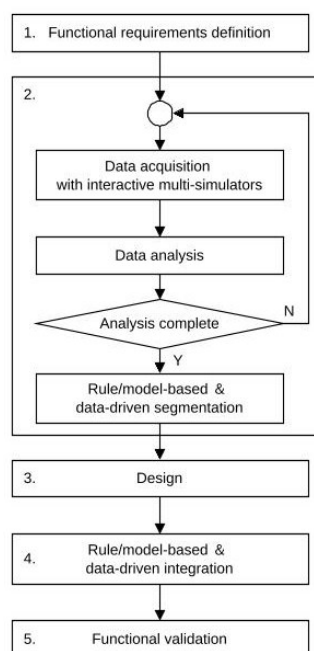 1. Functional requirements definition
2.
Data acquisition
with interactive multi-simulators
Data analysis
Analysis complete
N
Y
Rule/model-based &
data-driven segmentation
3. Design
4. Rule/model-based &
data-driven integration
5. Functional validation